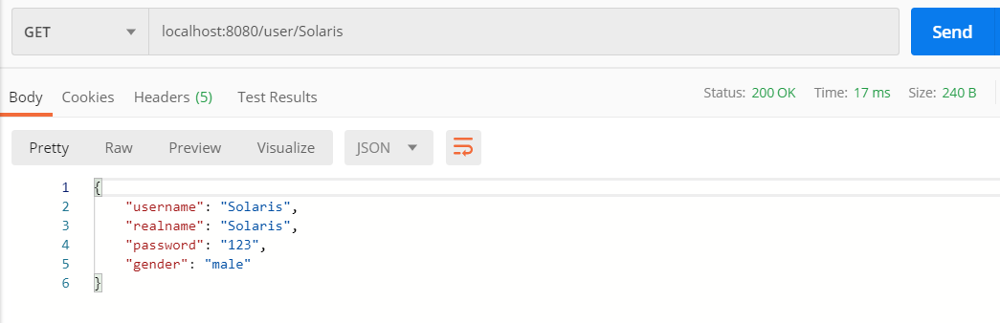 GET localhost:8080/user/Solaris Send
Body Cookies Headers (5) Test Results Status: 200 OK Time: 17 ms Size: 240 B
Pretty Raw Preview Visualize JSON
1 {
2 "username": "Solaris",
3 "realname": "Solaris",
4 "password": "123",
5 "gender": "male"
6 }